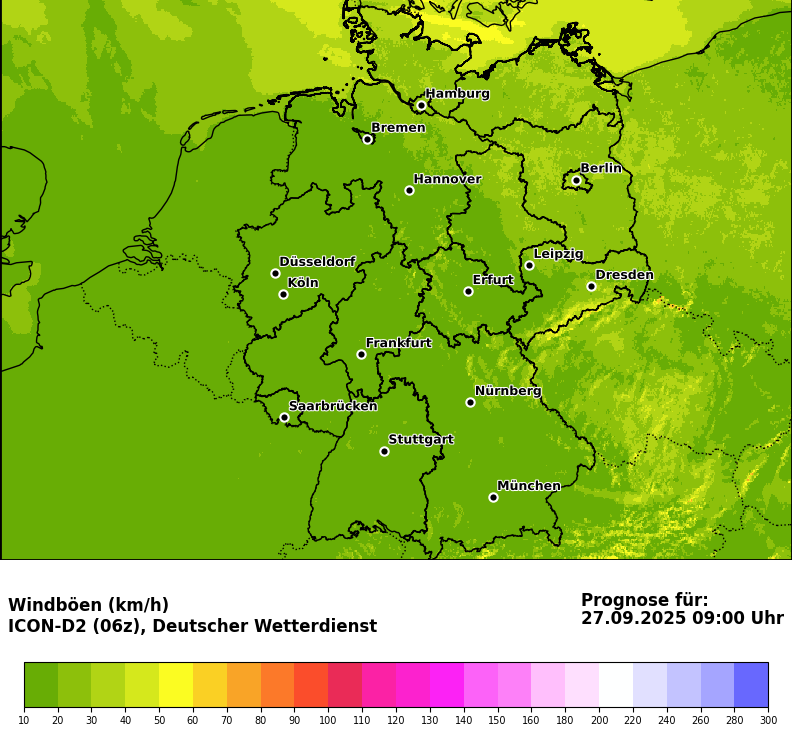 Hamburg
Bremen
Berlin
Hannover
Leipzig
Düsseldorf
Dresden
Köln
Erfurt
Frankfurt
Nürnberg
Saarbrücken
Stuttgart
München
Windböen (km/h)
ICON-D2 (06z), Deutscher Wetterdienst
Prognose für:
27.09.2025 09:00 Uhr
10 20 30 40 50 60 70 80 90 100 110 120 130 140 150 160 180 200 220 240 260 280 300